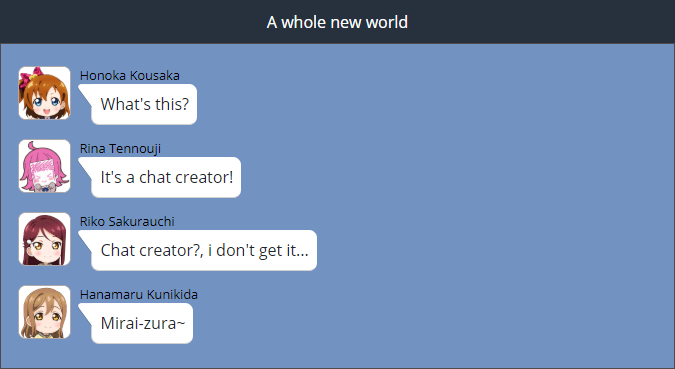 A whole new world
Honoka Kousaka
What's this?
Rina Tennouji
It's a chat creator!
Riko Sakurauchi
Chat creator?, i don't get it...
Hanamaru Kunikida
Mirai-zura~